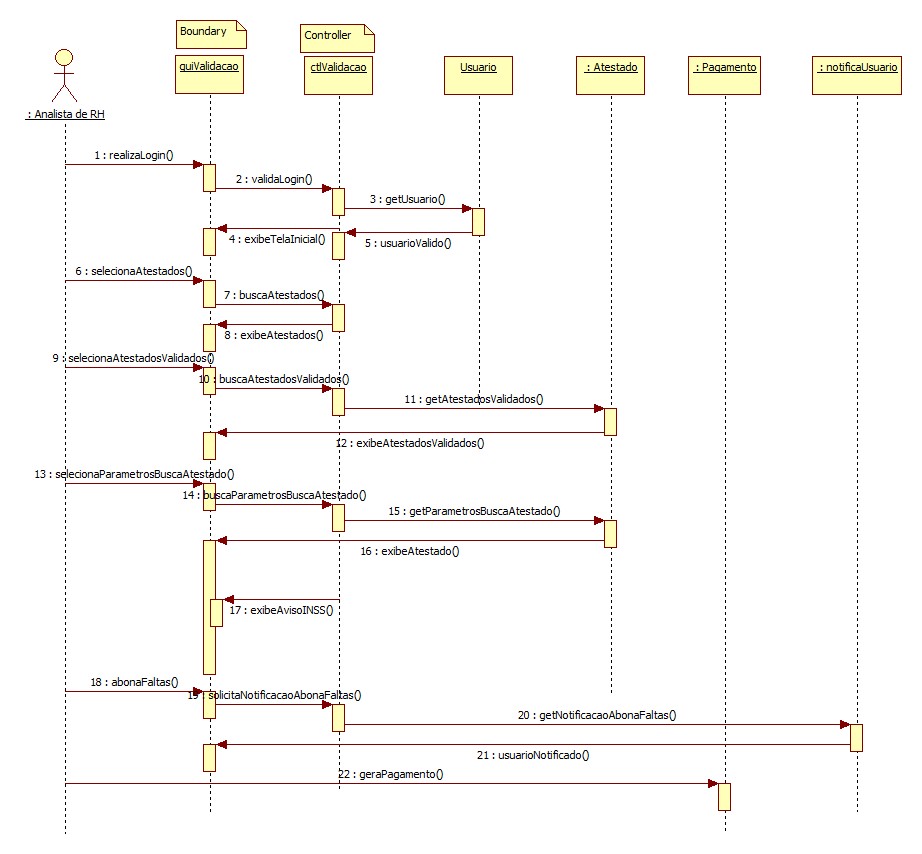 Boundary
Controller
guiValidacao
ctlValidacao
Usuario
: Atestado
: Pagamento
: notificaUsuario
: Analista de RH
1 : realizaLogin()
2 : validaLogin()
3 : getUsuario()
4 : exibeTelaInicial()
5 : usuarioValido()
6 : selecionaAtestados()
7 : buscaAtestados()
8 : exibeAtestados()
9 : selecionaAtestadosValidados()
10 : buscaAtestadosValidados()
11 : getAtestadosValidados()
12 : exibeAtestadosValidados()
13 : selecionaParametrosBuscaAtestado()
14 : buscaParametrosBuscaAtestado()
15 : getParametrosBuscaAtestado()
16 : exibeAtestado()
17 : exibeAvisoINSS()
18 : abonaFaltas()
19 : solicitaNotificacaoAbonaFaltas()
20 : getNotificacaoAbonaFaltas()
21 : usuarioNotificado()
22 : geraPagamento()